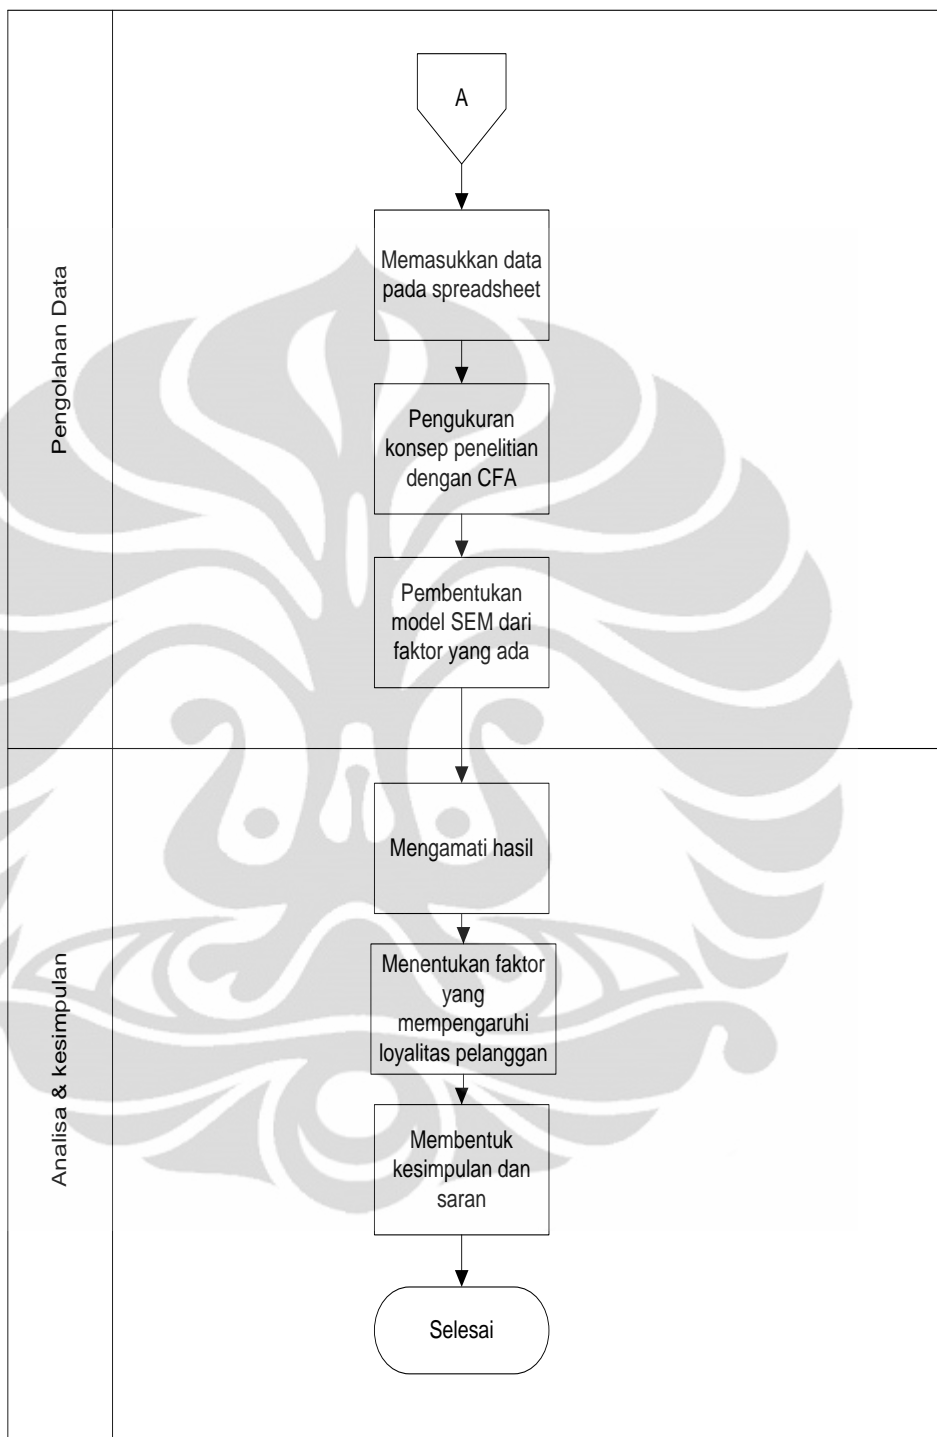 A
Pengolahan Data
Memasukkan data
pada spreadsheet
Pengukuran
konsep penelitian
dengan CFA
Pembentukan
model SEM dari
faktor yang ada
Analisa & kesimpulan
Mengamati hasil
Menentukan faktor
yang
mempengaruhi
loyalitas pelanggan
Membentuk
kesimpulan dan
saran
Selesai